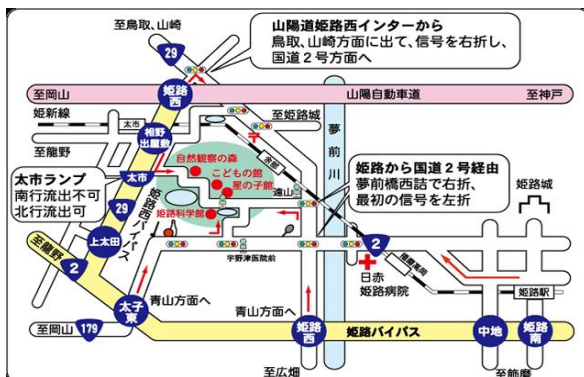 至鳥取、山崎
29
山陽道姫路西インターから
鳥取、山崎方面に出て、信号を右折し、
国道2号方面へ
至岡山
姫路西
山陽自動車道
至神戸
姫新線
太市
相野出屋敷
至姫路城
至龍野
余部
夢前川
自然観察の森
こどもの館
星の子館
遠山
姫路から国道2号経由
夢前橋西詰で右折、
最初の信号を左折
姫路城
太市ランプ
南行流出不可
北行流出可
太市
29
姫路西バイパス
姫路科学館
上太田
至龍野
2
宇野津医院前
2
日赤
姫路病院
播磨高岡
姫路駅
太子東
青山方面へ
青山方面へ
至岡山
179
姫路西
姫路バイパス
中地
姫路南
至広畑
至飾磨